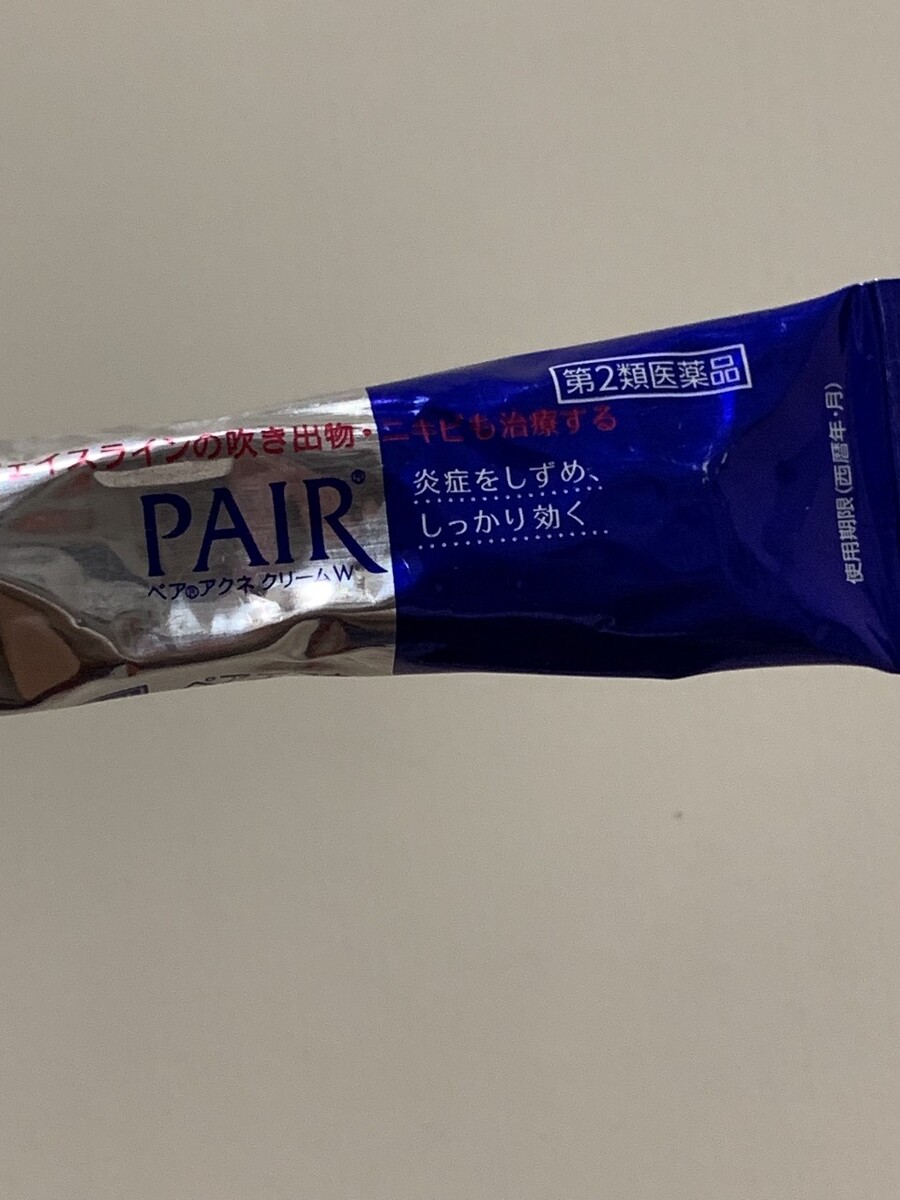 第2類医薬品
ェイスラインの吹き出物・ニキビも治療する
PAIR®
ペア®アクネクリームW
炎症をしずめ、
しっかり効く
使用期限(西暦年・月)